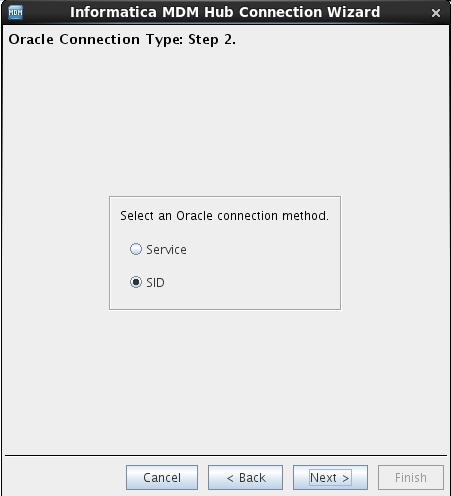 MDM Informatica MDM Hub Connection Wizard ×
Oracle Connection Type: Step 2.
Select an Oracle connection method.
Service
SID
Cancel < Back Next > Finish